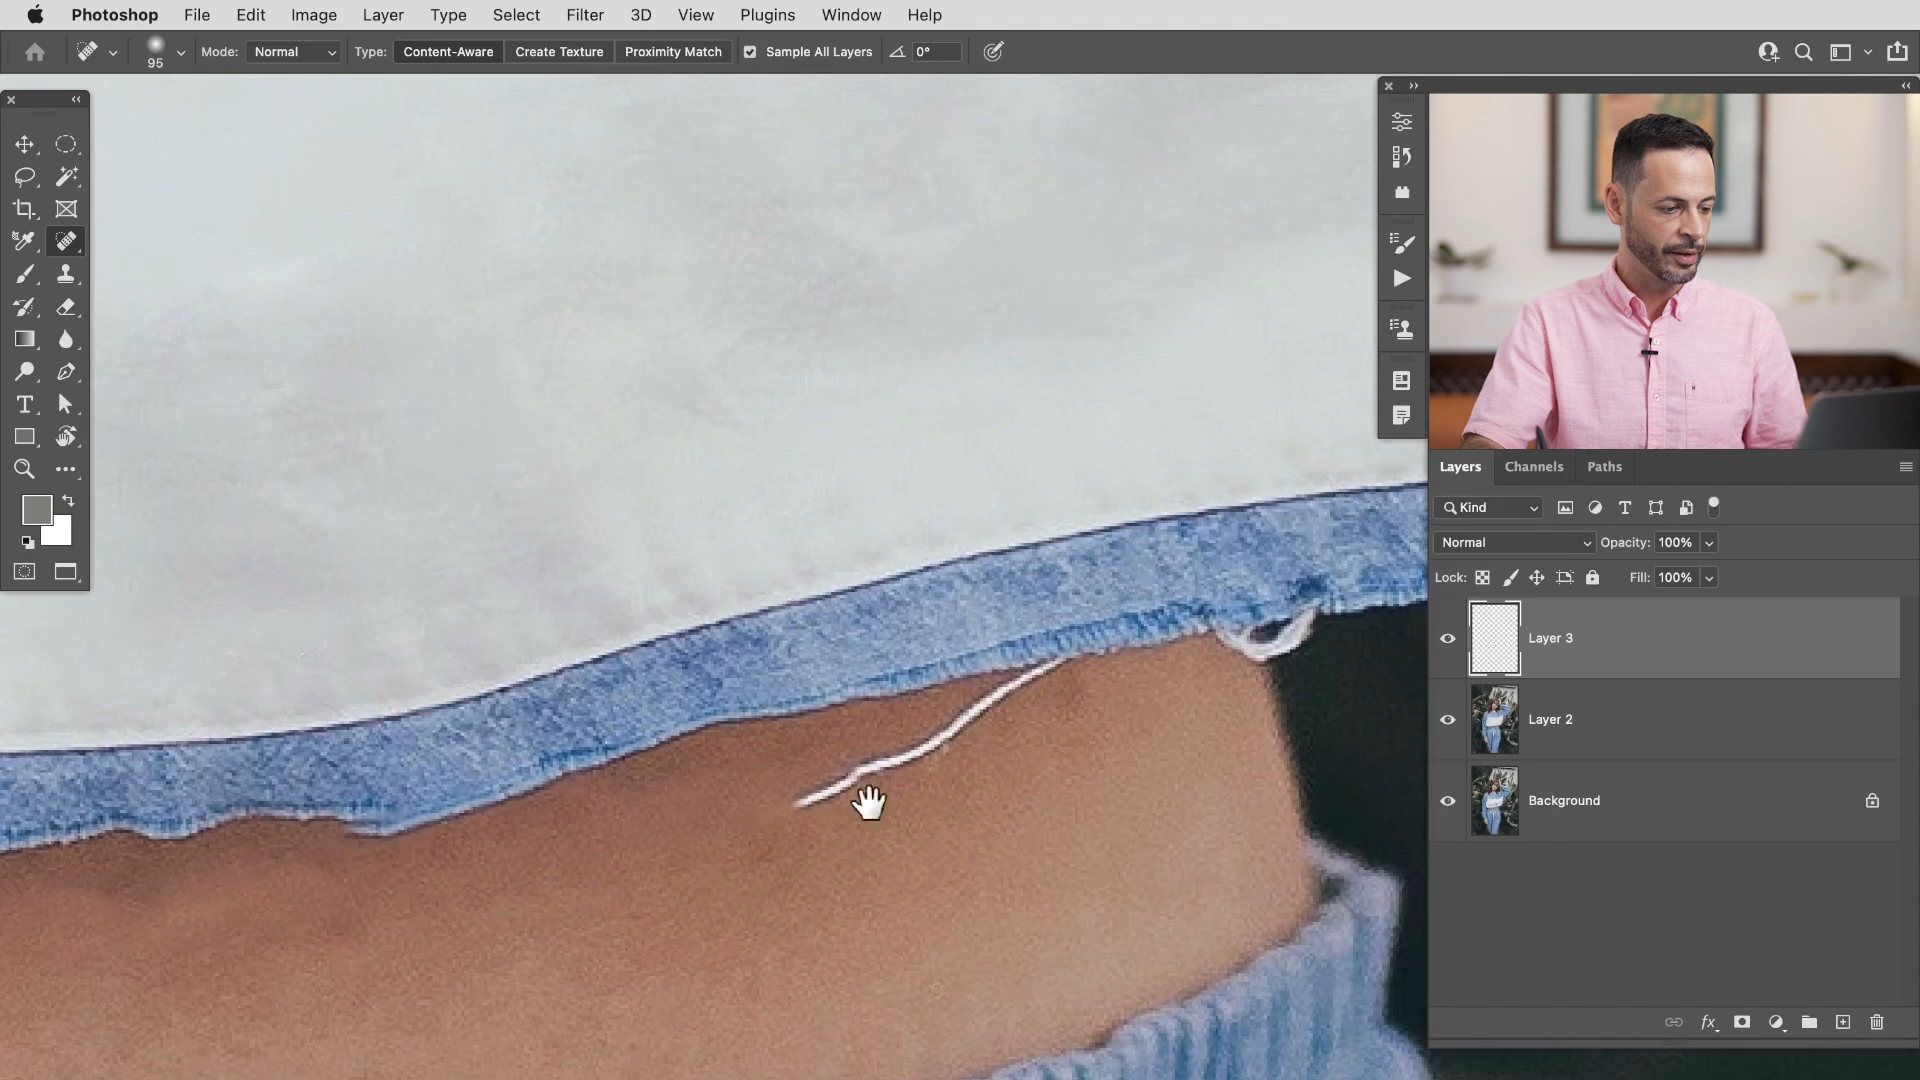 Photoshop File Edit Image Layer Type Select Filter 3D View Plugins Window Help
95 Mode: Normal Type: Content-Aware Create Texture Proximity Match Sample All Layers 0°
Layers Channels Paths
Kind
Normal Opacity: 100%
Lock: Fill: 100%
Layer 3
Layer 2
Background
fx